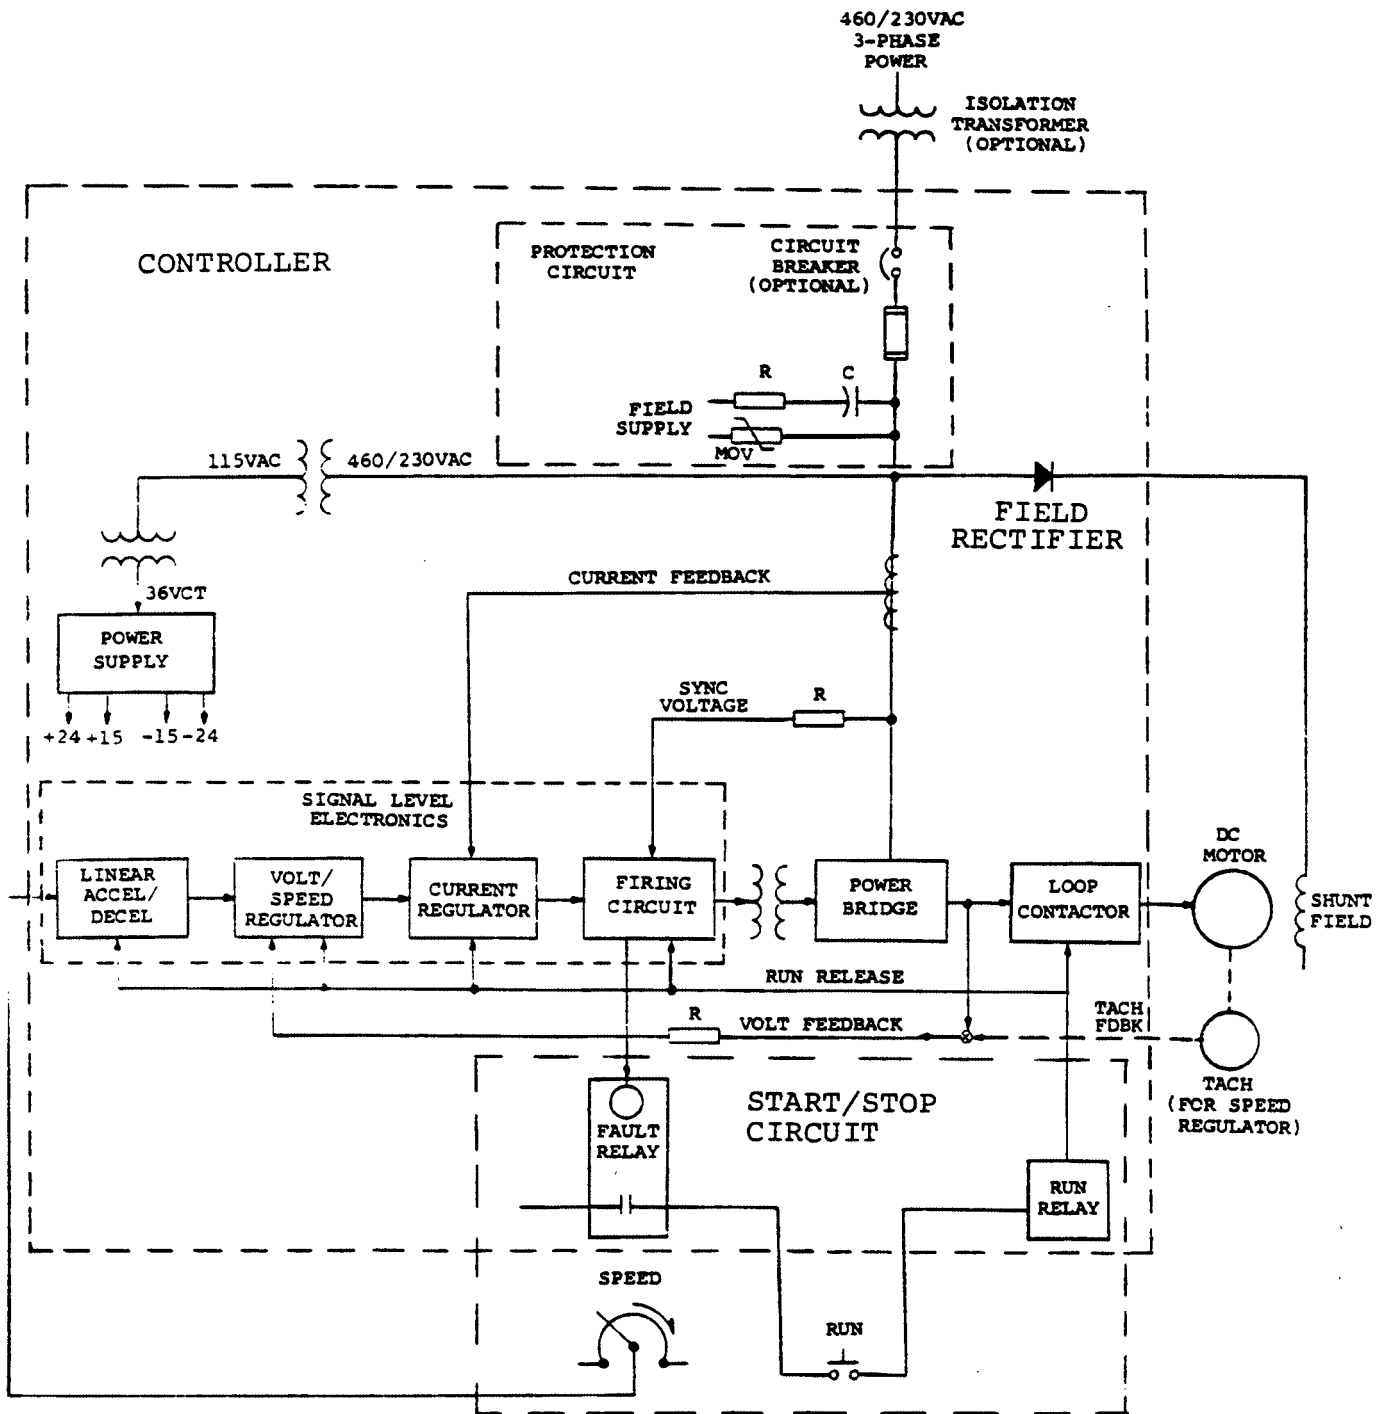 460/230VAC
3-PHASE
POWER
ISOLATION
TRANSFORMER
(OPTIONAL)
CONTROLLER
PROTECTION
CIRCUIT
CIRCUIT
BREAKER
(OPTIONAL)
R
C
FIELD
SUPPLY
MOV
115VAC
460/230VAC
FIELD
RECTIFIER
36VCT
CURRENT FEEDBACK
POWER
SUPPLY
+24
+15
-15
-24
SYNC
VOLTAGE
R
SIGNAL LEVEL
ELECTRONICS
LINEAR
ACCEL/
DECEL
VOLT/
SPEED
REGULATOR
CURRENT
REGULATOR
FIRING
CIRCUIT
POWER
BRIDGE
LOOP
CONTACTOR
DC
MOTOR
SHUNT
FIELD
RUN RELEASE
R
VOLT FEEDBACK
TACH
FDBK
TACH
(FOR SPEED
REGULATOR)
START/STOP
CIRCUIT
FAULT
RELAY
RUN
RELAY
SPEED
RUN